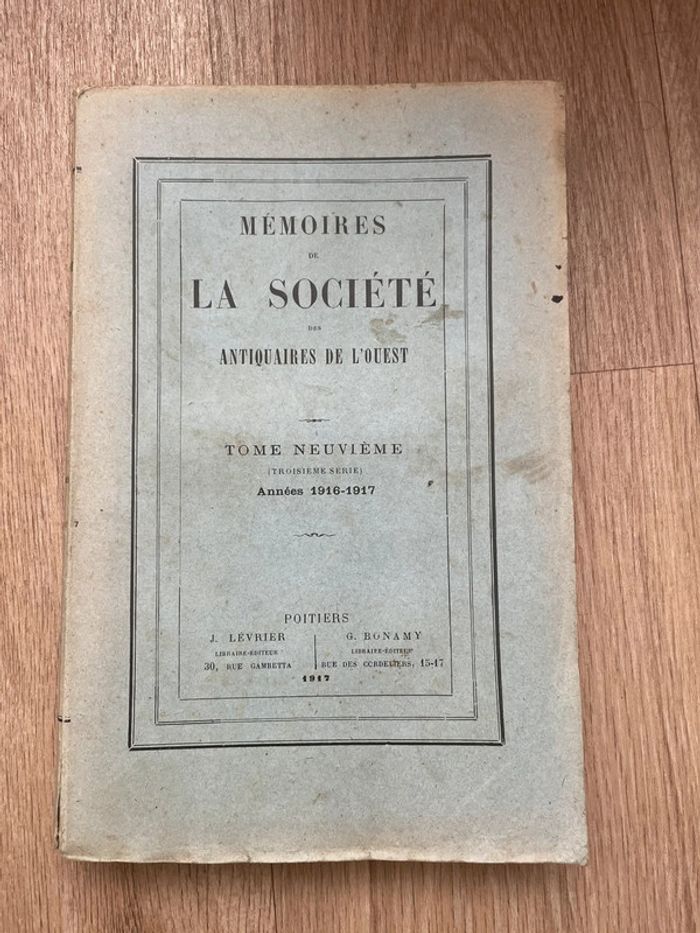 MÉMOIRES
DE
LA SOCIÉTÉ
DES
ANTIQUAIRES DE L'OUEST
TOME NEUVIÈME
(TROISIÈME SÉRIE)
Années 1916-1917
POITIERS
J. LÉVRIER
LIBRAIRE-ÉDITEUR
30, RUE GAMBETTA
G. BONAMY
LIBRAIRE-ÉDITEUR
RUE DES CORDELIERS, 15-17
1917